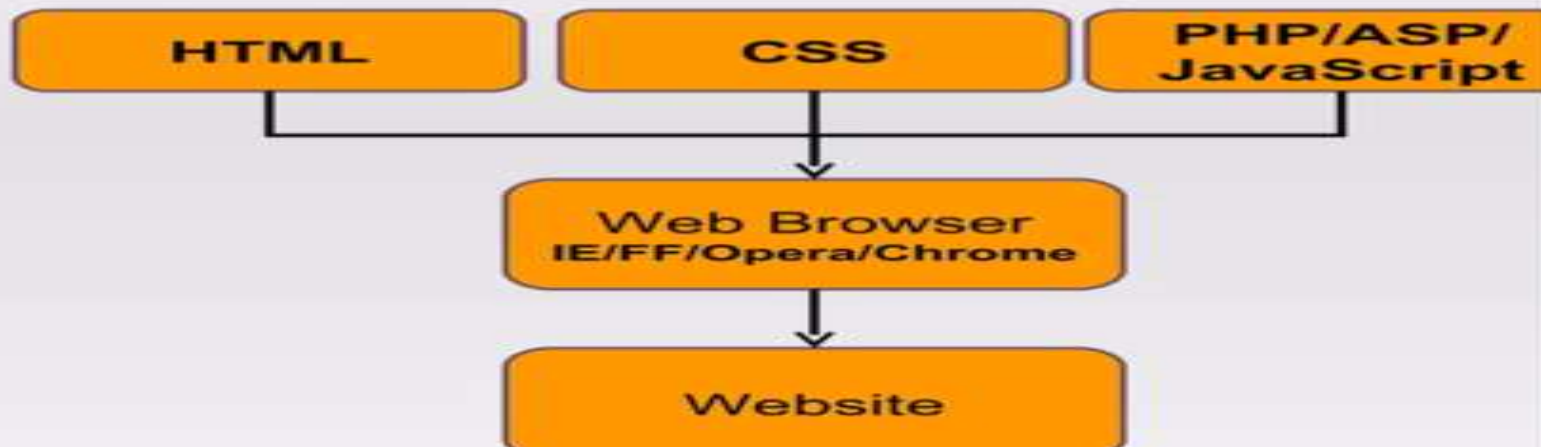 HTML
CSS
PHP/ASP/
JavaScript
Web Browser
IE/FF/Opera/Chrome
Website